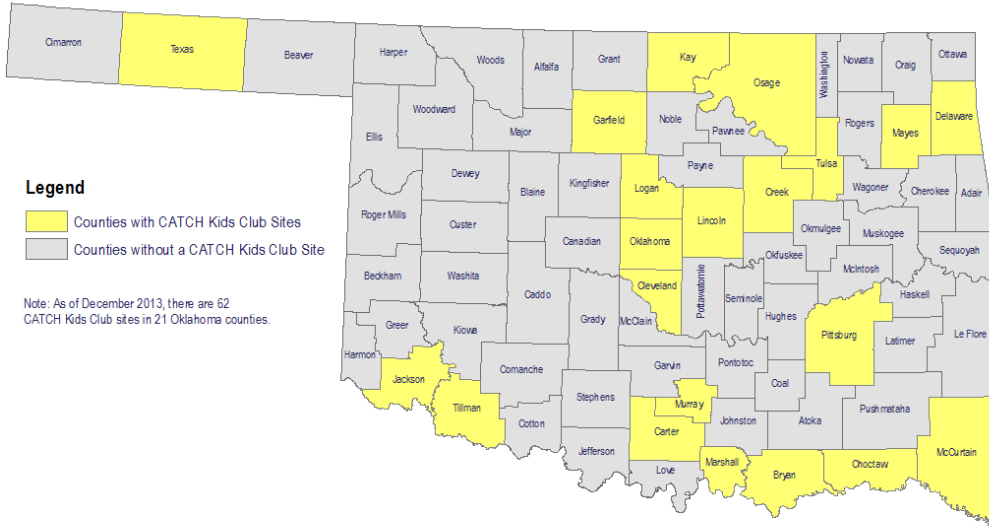 Cimarron
Texas
Beaver
Harper
Woods
Alfalfa
Grant
Kay
Osage
Washington
Nowata
Craig
Ottawa
Woodward
Ellis
Major
Garfield
Noble
Pawnee
Rogers
Mayes
Delaware
Dewey
Blaine
Kingfisher
Logan
Payne
Creek
Tulsa
Wagoner
Cherokee
Adair
Legend
Counties with CATCH Kids Club Sites
Counties without a CATCH Kids Club Site
Note: As of December 2013, there are 62
CATCH Kids Club sites in 21 Oklahoma counties.
Roger Mills
Custer
Canadian
Oklahoma
Lincoln
Okfuskee
Okmulgee
Muskogee
Sequoyah
Beckham
Washita
Caddo
Grady
McClain
Cleveland
Pottawatomie
Seminole
Hughes
McIntosh
Haskell
Pittsburg
Latimer
Le Flore
Greer
Kiowa
Harmon
Jackson
Tillman
Comanche
Cotton
Stephens
Jefferson
Garvin
Murray
Carter
Love
Pontotoc
Johnston
Coal
Atoka
Pushmataha
Marshall
Bryan
Choctaw
McCurtain